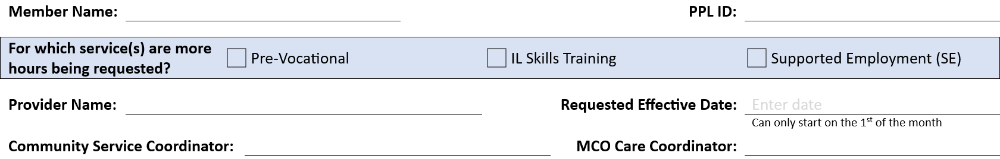 Member Name: PPL ID:
For which service(s) are more
hours being requested?
Pre-Vocational IL Skills Training Supported Employment (SE)
Provider Name: Requested Effective Date: Enter date
Can only start on the 1st of the month
Community Service Coordinator: MCO Care Coordinator: